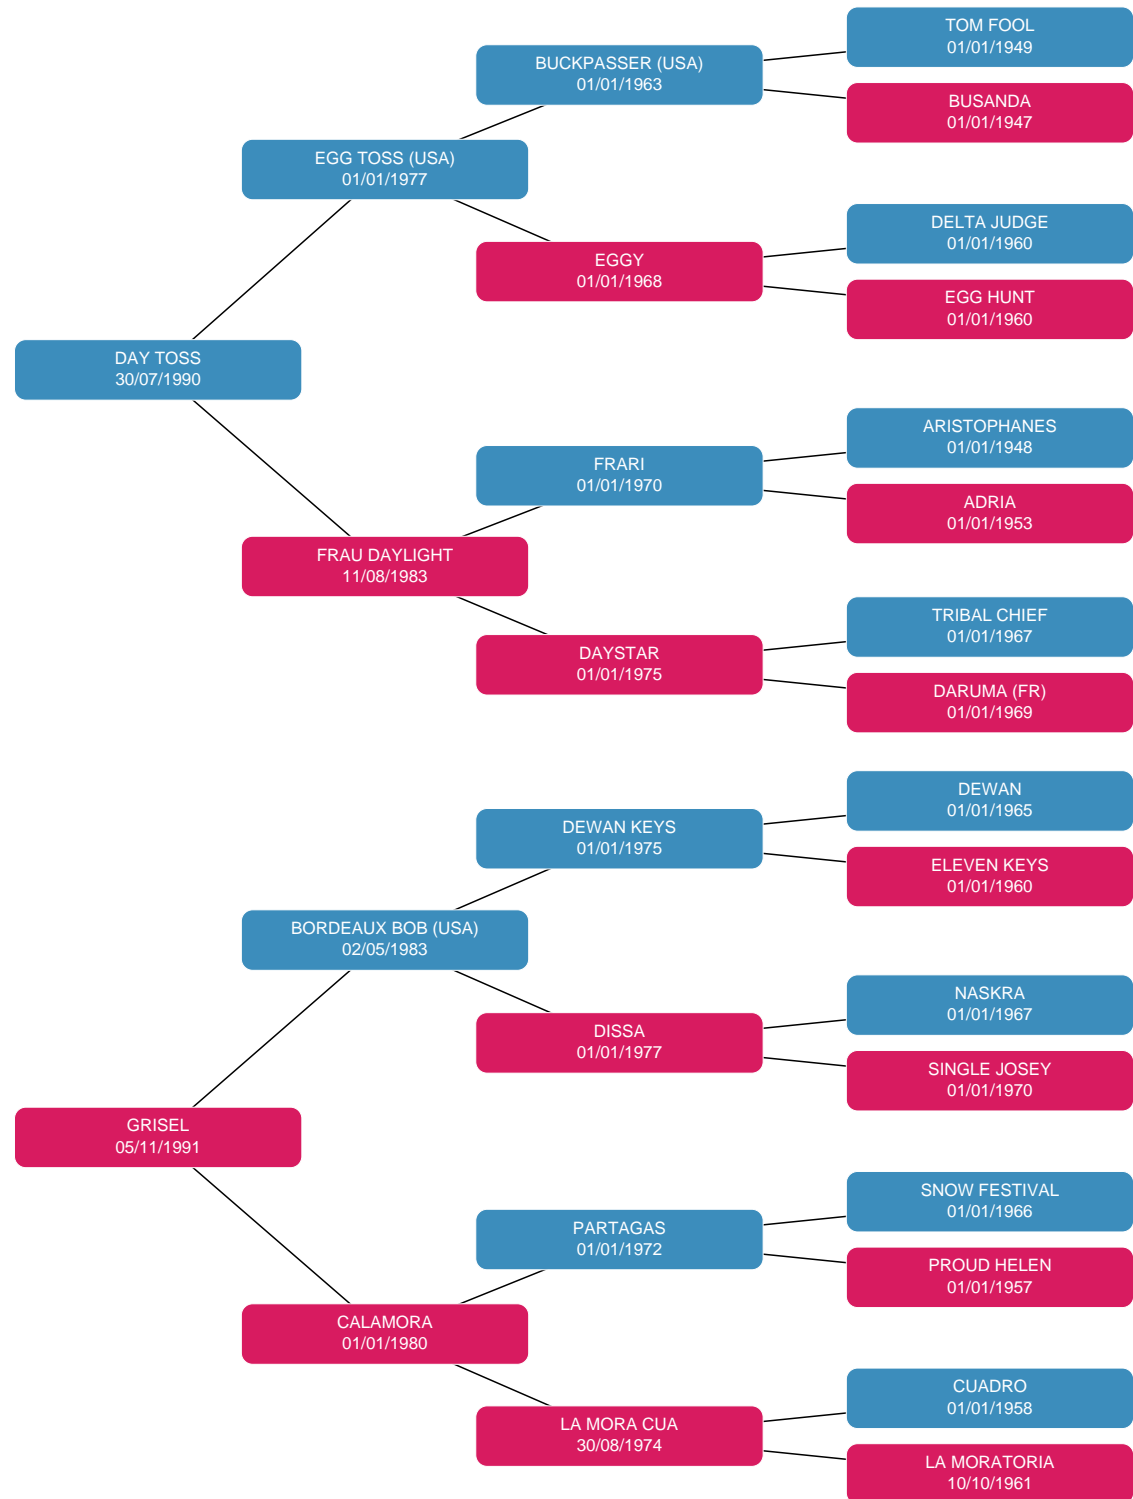 TOM FOOL
01/01/1949
BUCKPASSER (USA)
01/01/1963
BUSANDA
01/01/1947
EGG TOSS (USA)
01/01/1977
DELTA JUDGE
01/01/1960
EGGY
01/01/1968
EGG HUNT
01/01/1960
DAY TOSS
30/07/1990
ARISTOPHANES
01/01/1948
FRARI
01/01/1970
ADRIA
01/01/1953
FRAU DAYLIGHT
11/08/1983
TRIBAL CHIEF
01/01/1967
DAYSTAR
01/01/1975
DARUMA (FR)
01/01/1969
DEWAN
01/01/1965
DEWAN KEYS
01/01/1975
ELEVEN KEYS
01/01/1960
BORDEAUX BOB (USA)
02/05/1983
NASKRA
01/01/1967
DISSA
01/01/1977
SINGLE JOSEY
01/01/1970
GRISEL
05/11/1991
SNOW FESTIVAL
01/01/1966
PARTAGAS
01/01/1972
PROUD HELEN
01/01/1957
CALAMORA
01/01/1980
CUADRO
01/01/1958
LA MORA CUA
30/08/1974
LA MORATORIA
10/10/1961